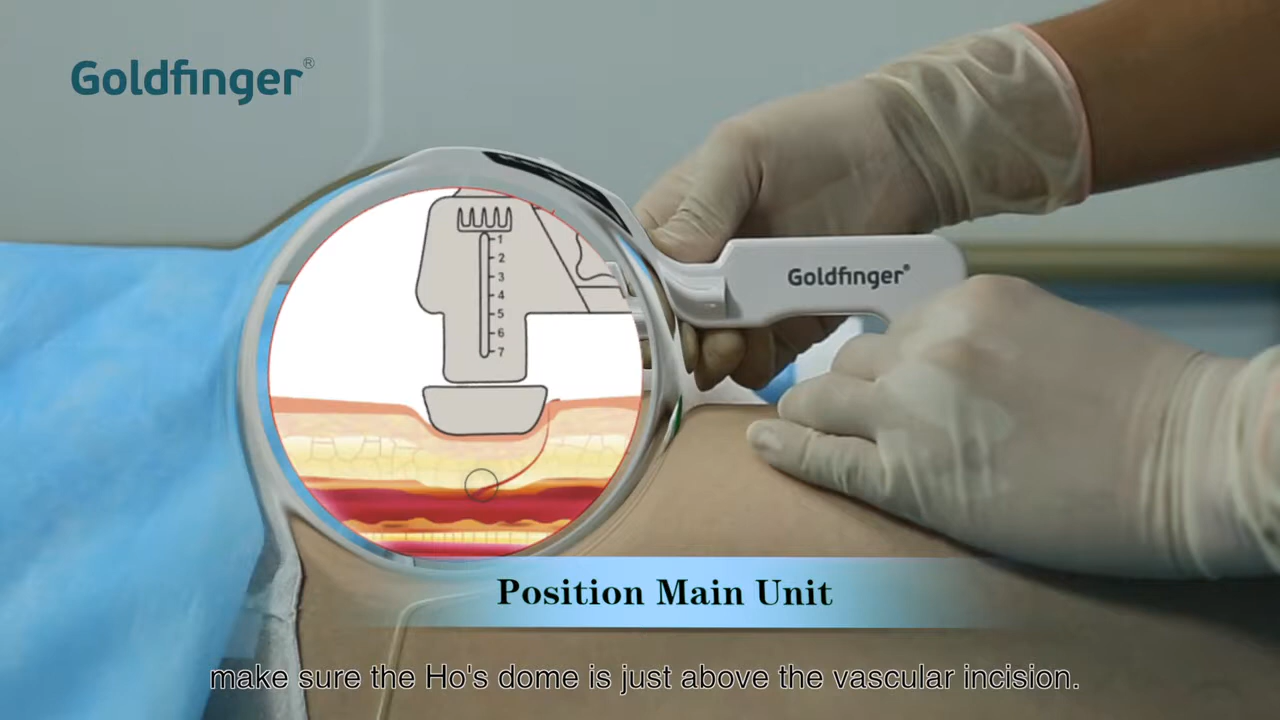 Goldfinger®
1
2
3
4
5
6
7
Goldfinger®
Position Main Unit
make sure the Ho's dome is just above the vascular incision.